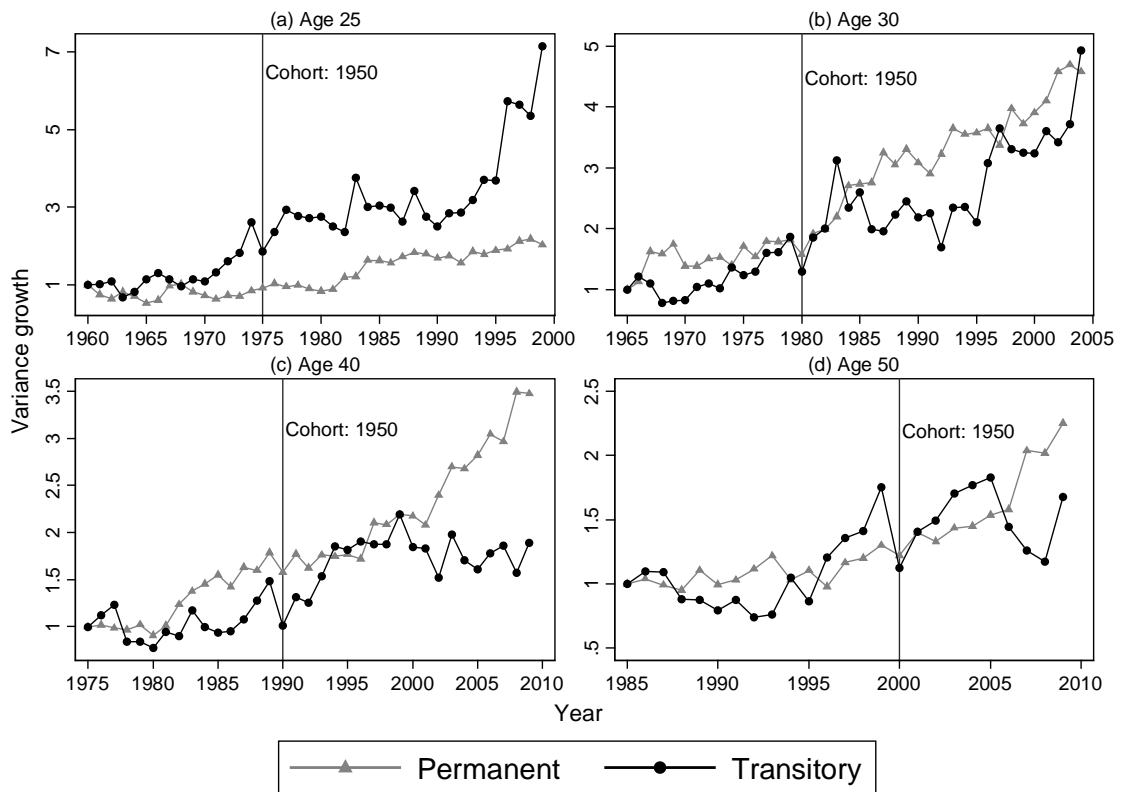 (a) Age 25
7
5
3
1
Cohort: 1950
1960 1965 1970 1975 1980 1985 1990 1995 2000
(b) Age 30
5
4
3
2
1
Cohort: 1950
1965 1970 1975 1980 1985 1990 1995 2000 2005
Variance growth
(c) Age 40
3.5
3
2.5
2
1.5
1
Cohort: 1950
1975 1980 1985 1990 1995 2000 2005 2010
(d) Age 50
2.5
2
1.5
1
.5
Cohort: 1950
1985 1990 1995 2000 2005 2010
Year
Permanent Transitory